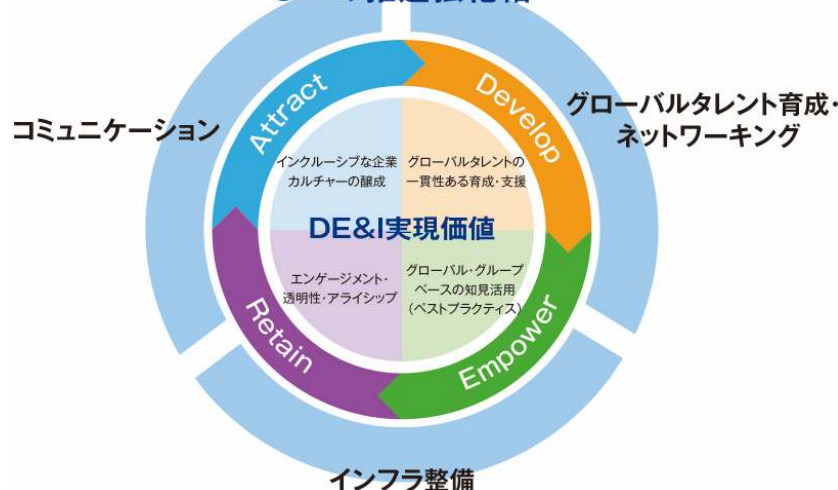 コミュニケーション
グローバルタレント育成・
ネットワーキング
Attract
Develop
インクルーシブな企業
カルチャーの醸成
グローバルタレントの
一貫性ある育成・支援
DE&I実現価値
エンゲージメント・
透明性・アライシップ
グローバル・グループ
ベースの知見活用
(ベストプラクティス)
Retain
Empower
インフラ整備